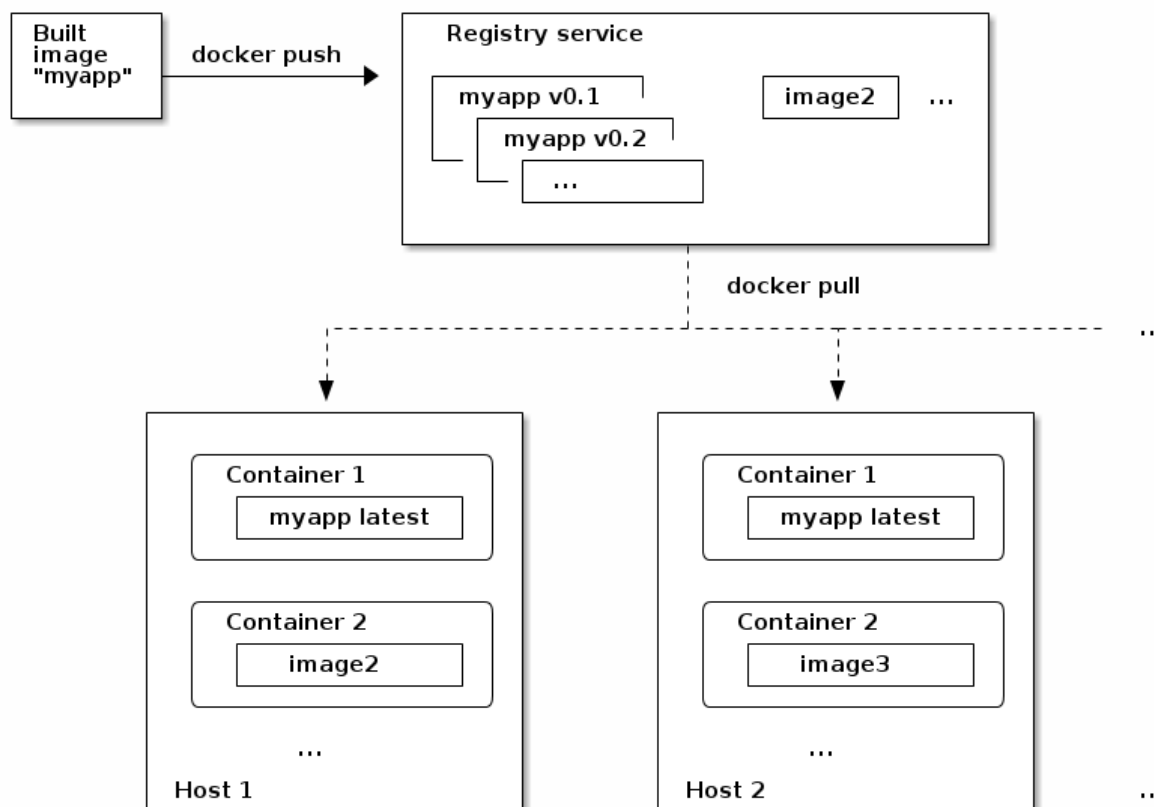 Built
image
"myapp"
docker push
Registry service
myapp v0.1
myapp v0.2
...
image2
...
docker pull
..
Container 1
myapp latest
Container 2
image2
...
Host 1
Container 1
myapp latest
Container 2
image3
...
Host 2
..